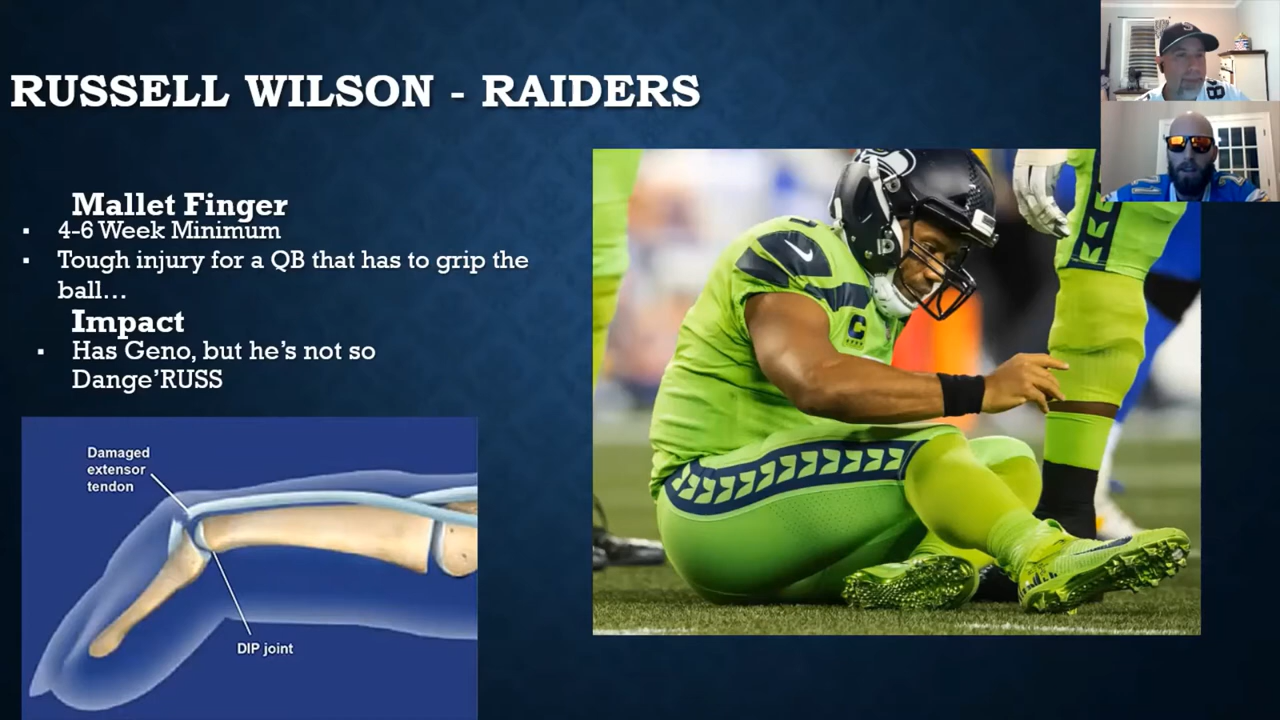 RUSSELL WILSON - RAIDERS
Mallet Finger
▪ 4-6 Week Minimum
▪ Tough injury for a QB that has to grip the
ball…
Impact
▪ Has Geno, but he’s not so
Dange’RUSS
Damaged
extensor
tendon
DIP joint
C